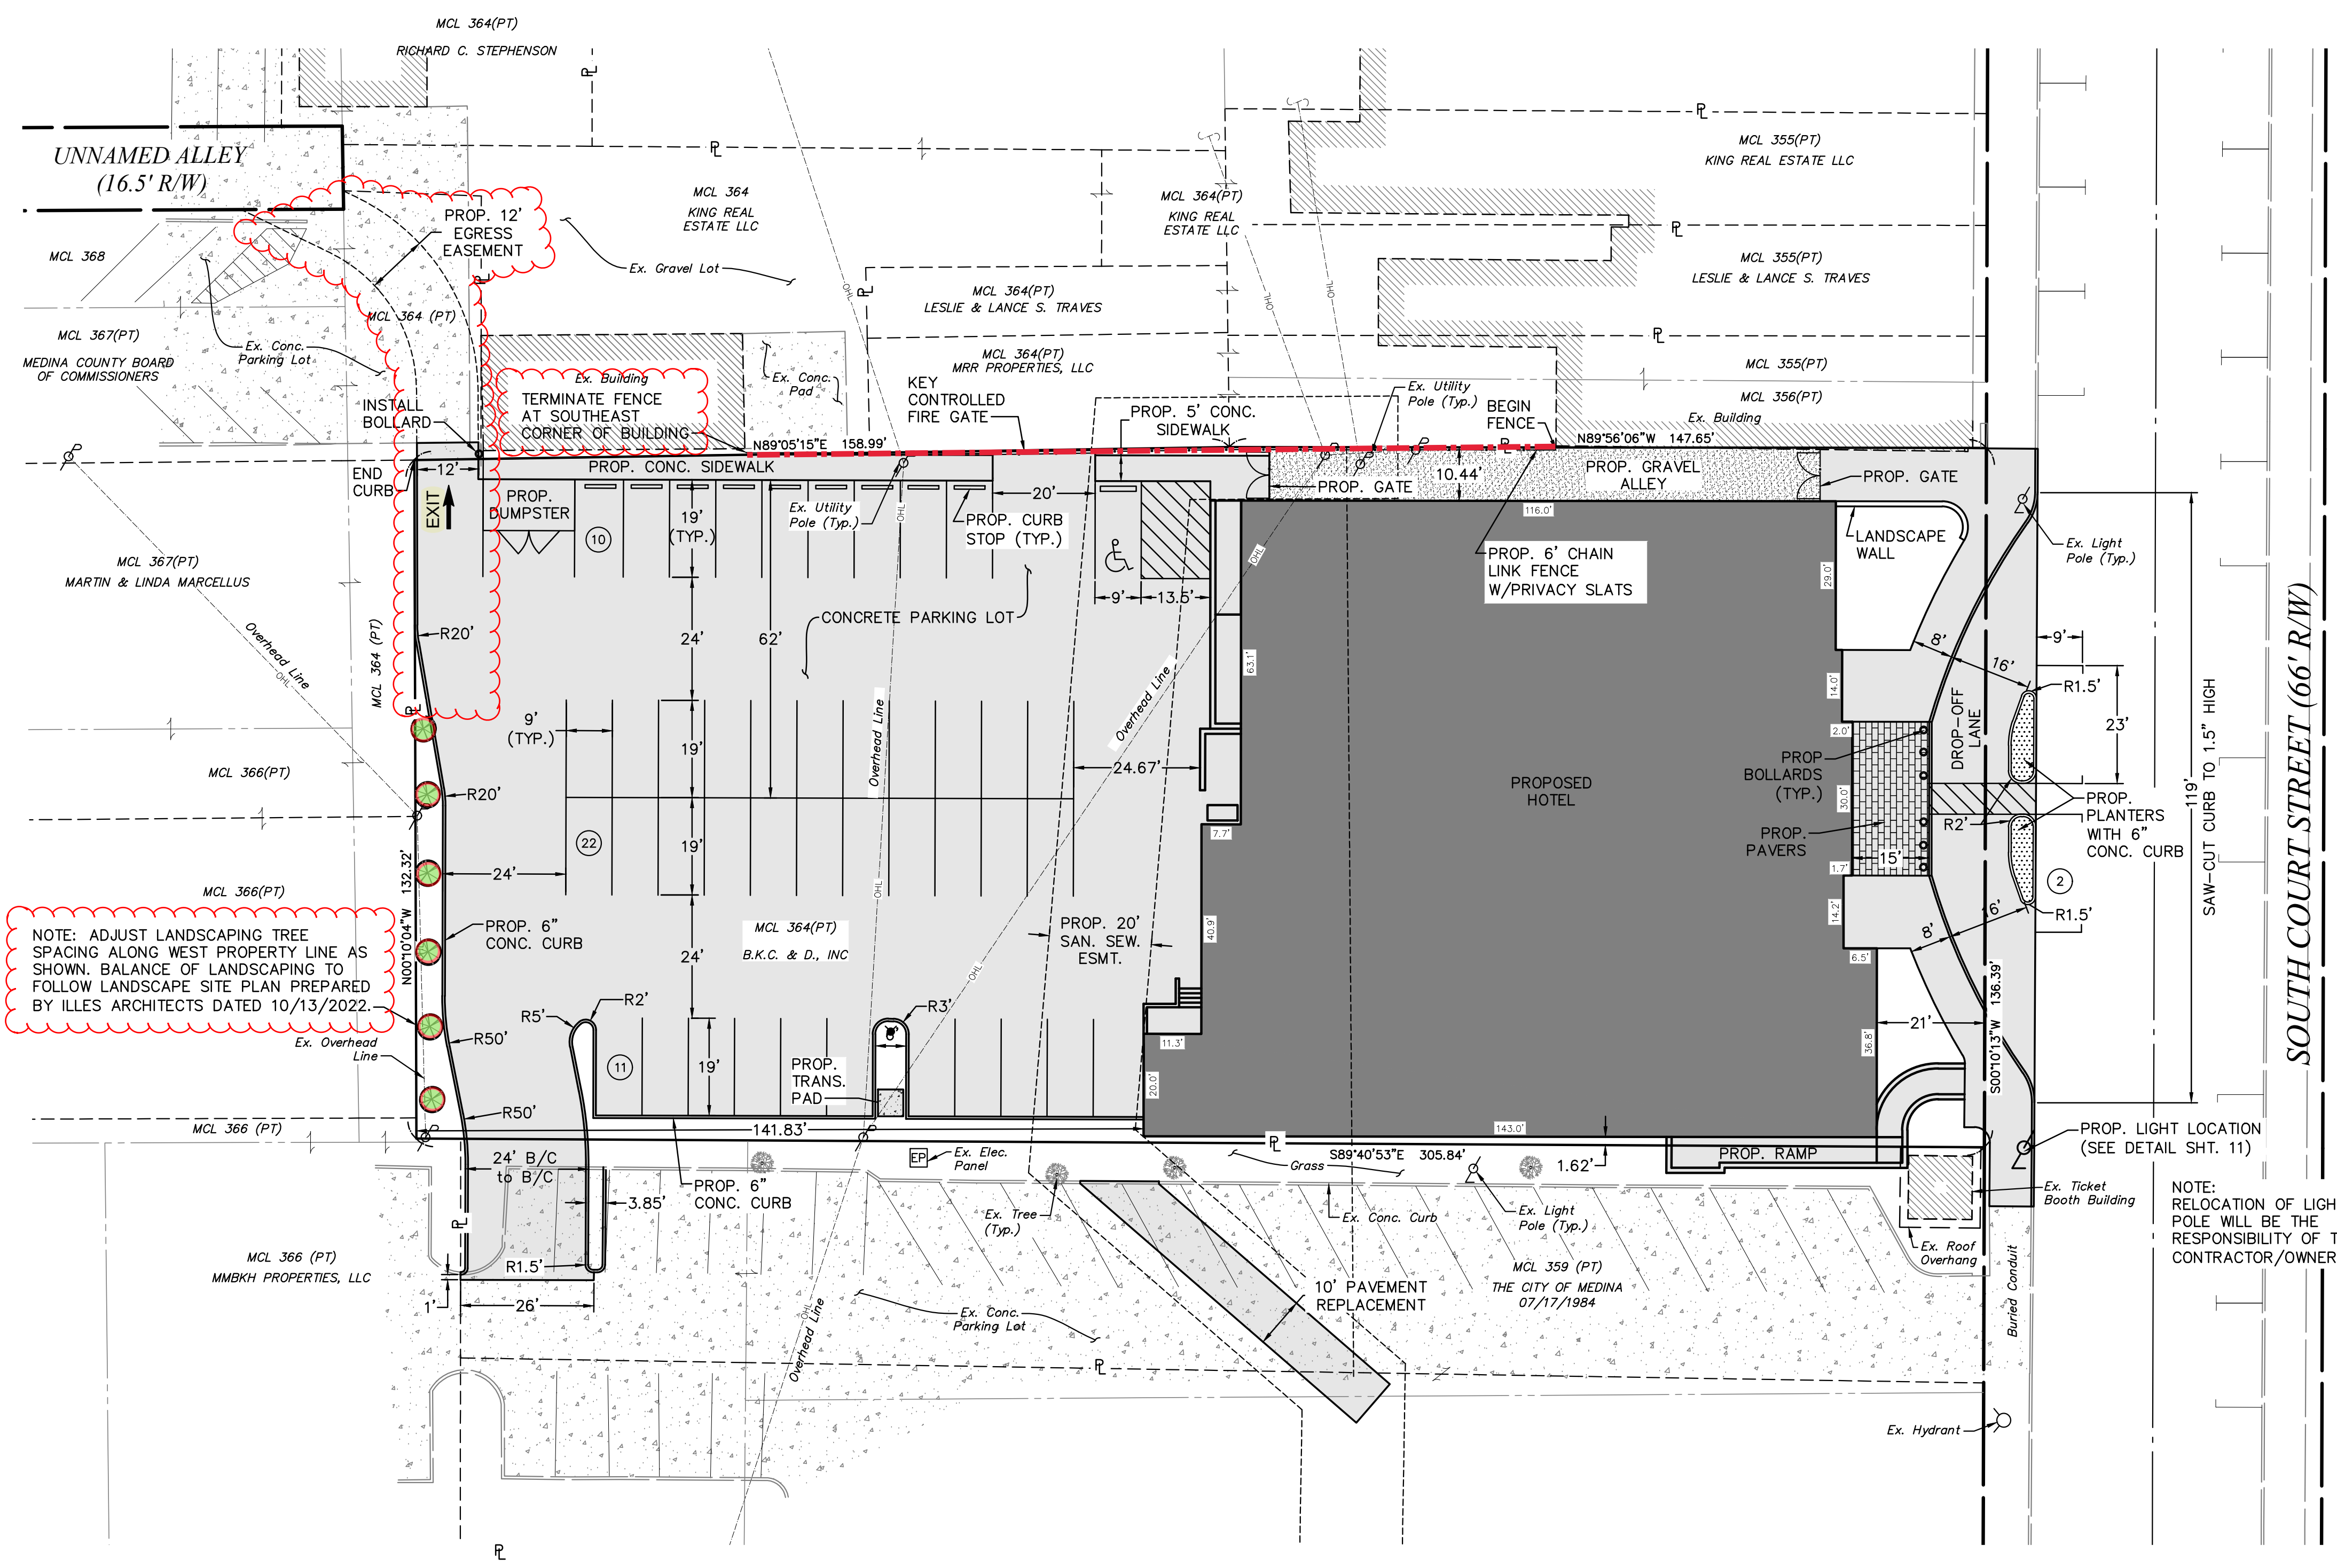 MCL 364(PT)
RICHARD C. STEPHENSON
UNNAMED ALLEY
(16.5' R/W)
PROP. 12'
EGRESS
EASEMENT
MCL 364
KING REAL
ESTATE LLC
MCL 364(PT)
KING REAL
ESTATE LLC
MCL 355(PT)
KING REAL ESTATE LLC
MCL 368
Ex. Gravel Lot
MCL 355(PT)
LESLIE & LANCE S. TRAVES
MCL 364(PT)
LESLIE & LANCE S. TRAVES
MCL 364 (PT)
MCL 367(PT)
MEDINA COUNTY BOARD
OF COMMISSIONERS
Ex. Conc.
Parking Lot
MCL 364(PT)
MRR PROPERTIES, LLC
MCL 355(PT)
MCL 356(PT)
Ex. Building
Ex. Building
TERMINATE FENCE
AT SOUTHEAST
CORNER OF BUILDING
Ex. Conc.
Pad
KEY
CONTROLLED
FIRE GATE
PROP. 5' CONC.
SIDEWALK
Ex. Utility
Pole (Typ.)
BEGIN
FENCE
INSTALL
BOLLARD
N89°05'15"E 158.99'
N89°56'06"W 147.65'
END
CURB
12'
PROP. CONC. SIDEWALK
PROP. GATE
10.44'
PROP. GRAVEL
ALLEY
PROP. GATE
EXIT
PROP.
DUMPSTER
10
19'
(TYP.)
Ex. Utility
Pole (Typ.)
20'
PROP. CURB
STOP (TYP.)
116.0'
LANDSCAPE
WALL
Ex. Light
Pole (Typ.)
PROP. 6' CHAIN
LINK FENCE
W/PRIVACY SLATS
29.0'
9'
13.5'
MCL 367(PT)
MARTIN & LINDA MARCELLUS
CONCRETE PARKING LOT
R20'
24'
62'
63.1'
8'
16'
9'
Overhead Line
OHL
MCL 364 (PT)
14.0'
R1.5'
23'
DROP-OFF
LANE
9'
(TYP.)
19'
Overhead Line
Overhead Line
2.0'
MCL 366(PT)
24.67'
PROP
BOLLARDS
(TYP.)
PROPOSED
HOTEL
R20'
30.0'
PROP.
PLANTERS
WITH 6"
CONC. CURB
119'
SAW-CUT CURB TO 1.5" HIGH
SOUTH COURT STREET (66' R/W)
7.7'
R2'
PROP.
PAVERS
22
19'
15'
1.7'
24'
132.32'
N00°10'04"W
2
MCL 366(PT)
R1.5'
16'
8'
14.2'
NOTE: ADJUST LANDSCAPING TREE
SPACING ALONG WEST PROPERTY LINE AS
SHOWN. BALANCE OF LANDSCAPING TO
FOLLOW LANDSCAPE SITE PLAN PREPARED
BY ILLES ARCHITECTS DATED 10/13/2022.
PROP. 6"
CONC. CURB
24'
MCL 364(PT)
B.K.C. & D., INC
PROP. 20'
SAN. SEW.
ESMT.
40.9'
6.5'
S00°10'13"W 136.39'
R2'
R5'
R3'
Ex. Overhead
Line
R50'
21'
36.8'
11.3'
11
19'
PROP.
TRANS.
PAD
20.0'
R50'
MCL 366 (PT)
141.83'
143.0'
PROP. LIGHT LOCATION
(SEE DETAIL SHT. 11)
24' B/C
to B/C
EP
Ex. Elec.
Panel
Grass
S89°40'53"E 305.84'
1.62'
PROP. RAMP
PROP. 6"
CONC. CURB
3.85'
Ex. Ticket
Booth Building
NOTE:
RELOCATION OF LIGH
POLE WILL BE THE
RESPONSIBILITY OF T
CONTRACTOR/OWNER
Ex. Tree
(Typ.)
Ex. Conc. Curb
Ex. Light
Pole (Typ.)
Ex. Roof
Overhang
MCL 366 (PT)
MMBKH PROPERTIES, LLC
R1.5'
MCL 359 (PT)
THE CITY OF MEDINA
07/17/1984
1'
26'
10' PAVEMENT
REPLACEMENT
Ex. Conc.
Parking Lot
Overhead Line
Buried Conduit
Ex. Hydrant